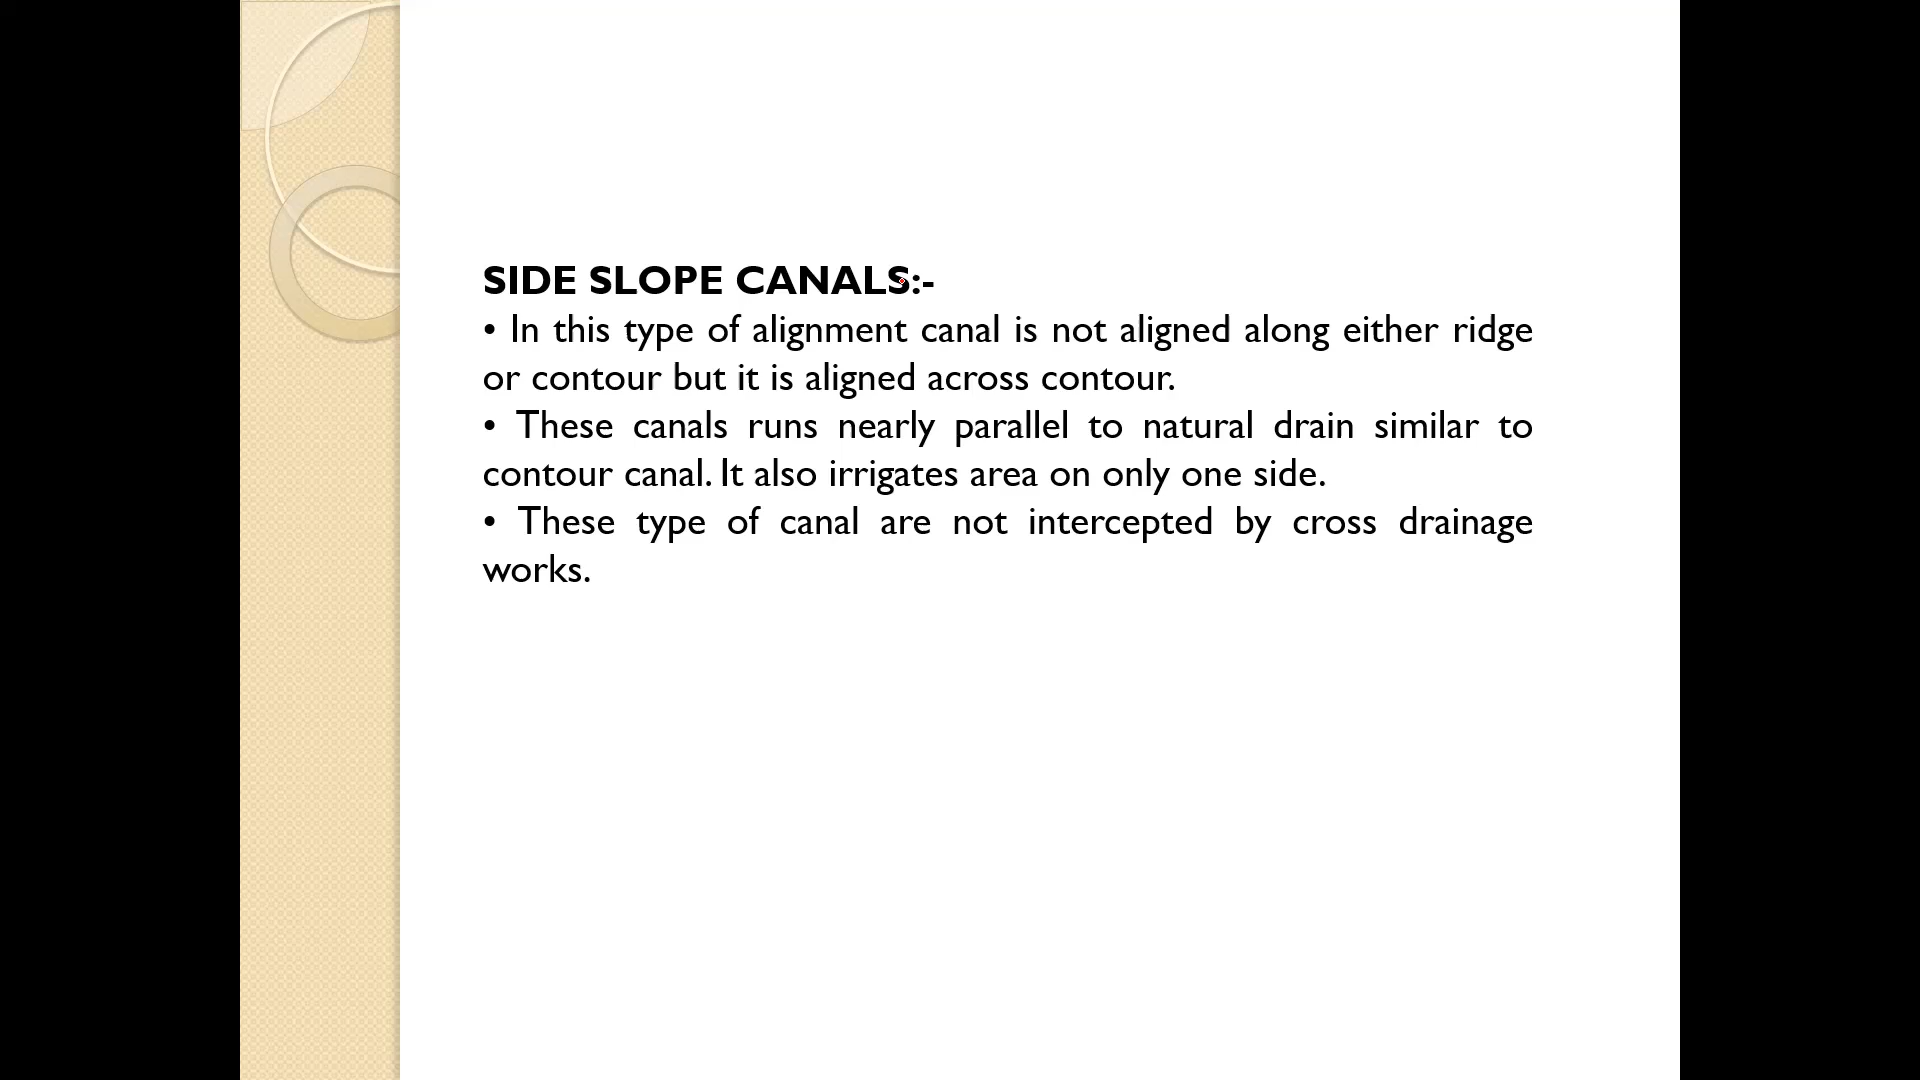 SIDE SLOPE CANALS:-
• In this type of alignment canal is not aligned along either ridge
or contour but it is aligned across contour.
• These canals runs nearly parallel to natural drain similar to
contour canal. It also irrigates area on only one side.
• These type of canal are not intercepted by cross drainage
works.